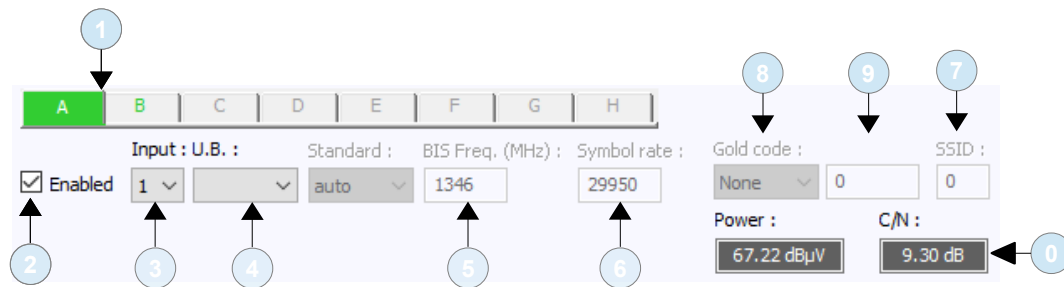 1
8 9 7
A B C D E F G H
Input : U.B. : Standard : BIS Freq. (MHz) : Symbol rate : Gold code : SSID :
Enabled 1 auto 1346 29950 None 0 0
Power : C/N :
67.22 dBµV 9.30 dB 0
2 3 4 5 6